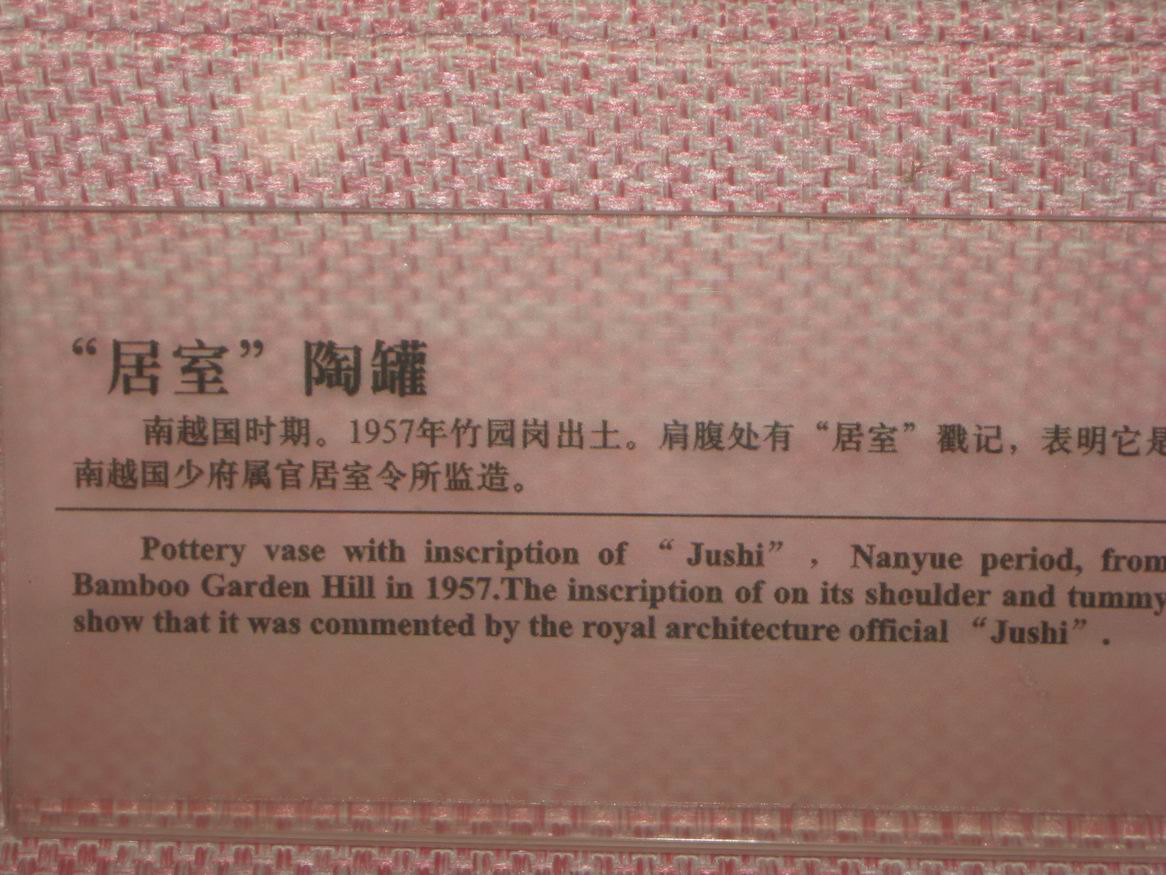 “居室” 陶罐
南越国时期。1957年竹园岗出土。肩腹处有“居室”戳记，表明它是
南越国少府属官居室令所监造。
Pottery vase with inscription of “Jushi”, Nanyue period, from
Bamboo Garden Hill in 1957.The inscription of on its shoulder and tummy
show that it was commented by the royal architecture official “Jushi”.